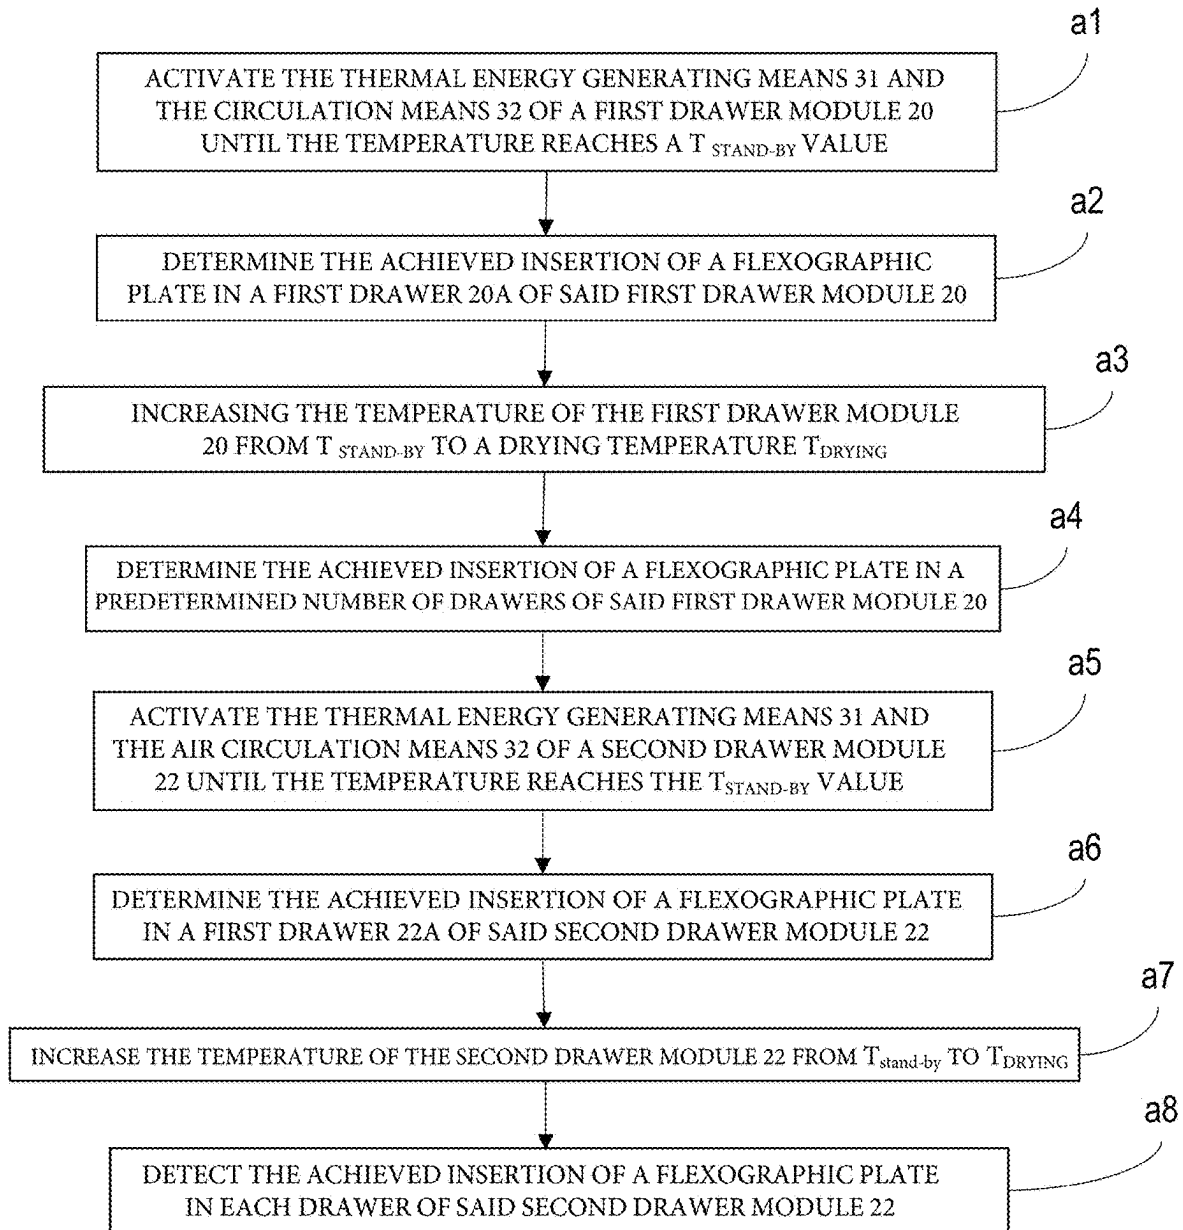 a1
ACTIVATE THE THERMAL ENERGY GENERATING MEANS 31 AND
THE CIRCULATION MEANS 32 OF A FIRST DRAWER MODULE 20
UNTIL THE TEMPERATURE REACHES A T STAND-BY VALUE
a2
DETERMINE THE ACHIEVED INSERTION OF A FLEXOGRAPHIC
PLATE IN A FIRST DRAWER 20A OF SAID FIRST DRAWER MODULE 20
a3
INCREASING THE TEMPERATURE OF THE FIRST DRAWER MODULE
20 FROM T STAND-BY TO A DRYING TEMPERATURE TDRYING
a4
DETERMINE THE ACHIEVED INSERTION OF A FLEXOGRAPHIC PLATE IN A
PREDETERMINED NUMBER OF DRAWERS OF SAID FIRST DRAWER MODULE 20
a5
ACTIVATE THE THERMAL ENERGY GENERATING MEANS 31 AND
THE AIR CIRCULATION MEANS 32 OF A SECOND DRAWER MODULE
22 UNTIL THE TEMPERATURE REACHES THE TSTAND-BY VALUE
a6
DETERMINE THE ACHIEVED INSERTION OF A FLEXOGRAPHIC PLATE
IN A FIRST DRAWER 22A OF SAID SECOND DRAWER MODULE 22
a7
INCREASE THE TEMPERATURE OF THE SECOND DRAWER MODULE 22 FROM Tstand-by TO TDRYING
a8
DETECT THE ACHIEVED INSERTION OF A FLEXOGRAPHIC PLATE
IN EACH DRAWER OF SAID SECOND DRAWER MODULE 22